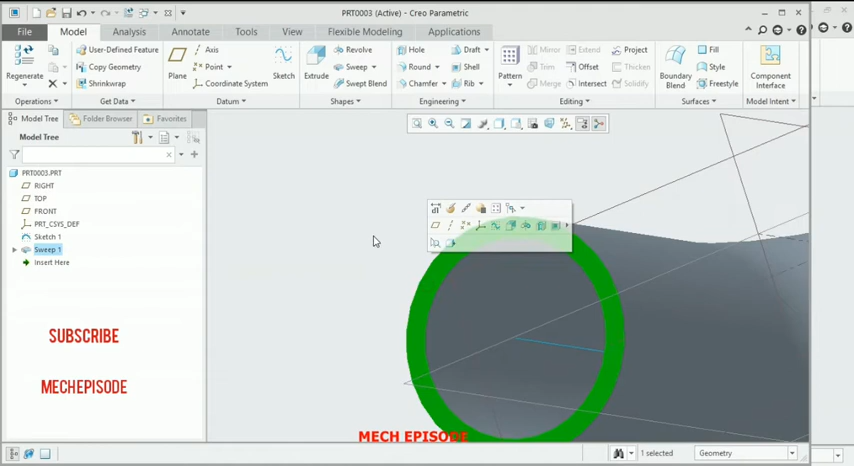 PRT0003 (Active) - Creo Parametric
File Model Analysis Annotate Tools View Flexible Modeling Applications
Regenerate
User-Defined Feature
Copy Geometry
Shrinkwrap
Plane
Axis
Point
Coordinate System
Sketch
Extrude
Revolve
Sweep
Swept Blend
Hole
Round
Chamfer
Draft
Shell
Rib
Pattern
Mirror
Trim
Merge
Extend
Offset
Intersect
Project
Thicken
Solidify
Boundary
Blend
Fill
Style
Freestyle
Component
Interface
Operations Get Data Datum Shapes Engineering Editing Surfaces Model Intent
Model Tree Folder Browser Favorites
Model Tree
PRT0003.PRT
RIGHT
TOP
FRONT
PRT_CSYS_DEF
Sketch 1
Sweep 1
Insert Here
SUBSCRIBE
MECHEPISODE
MECH EPISODE
1 selected
Geometry